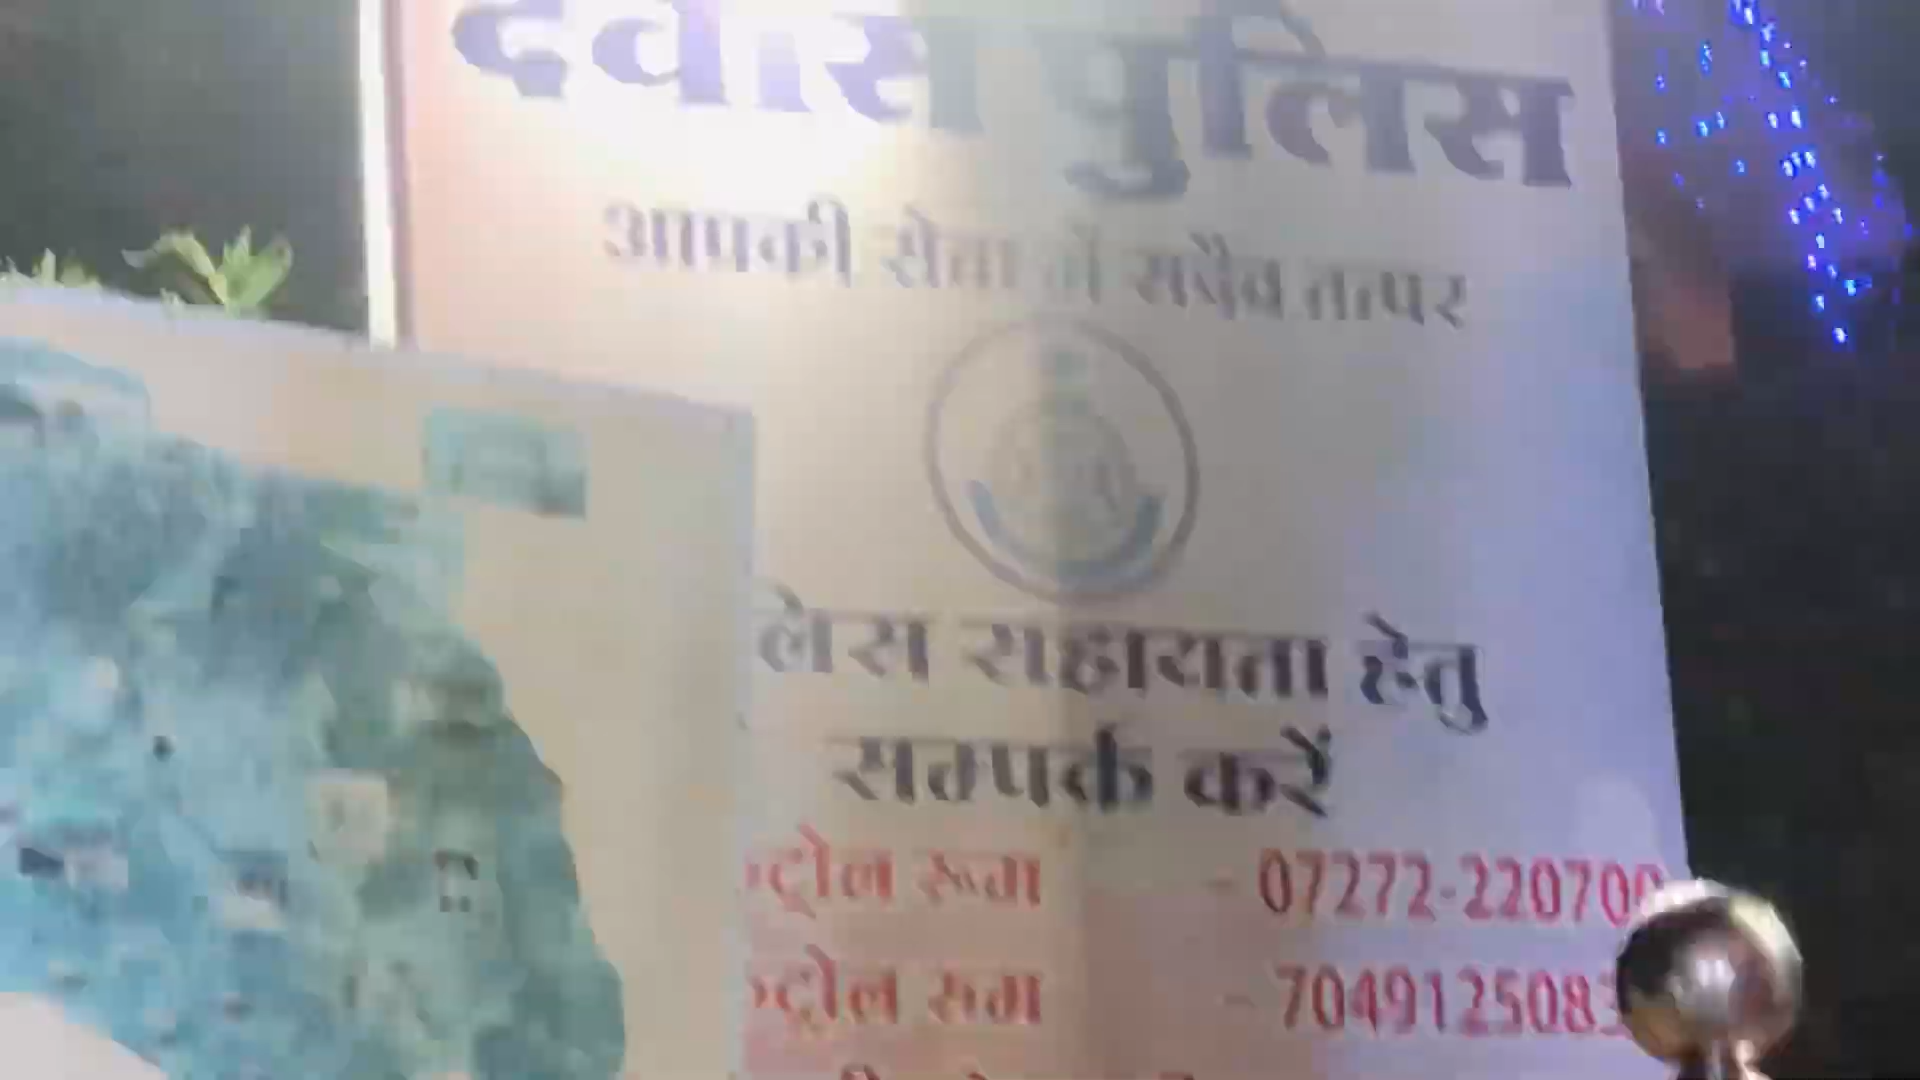 देवास पुलिस
आपकी सेवा में सदैव तत्पर
लिस सहायता हेतु
सम्पर्क करें
ट्रोल रूम - 07272-220700
ट्रोल रुम - 7049125083